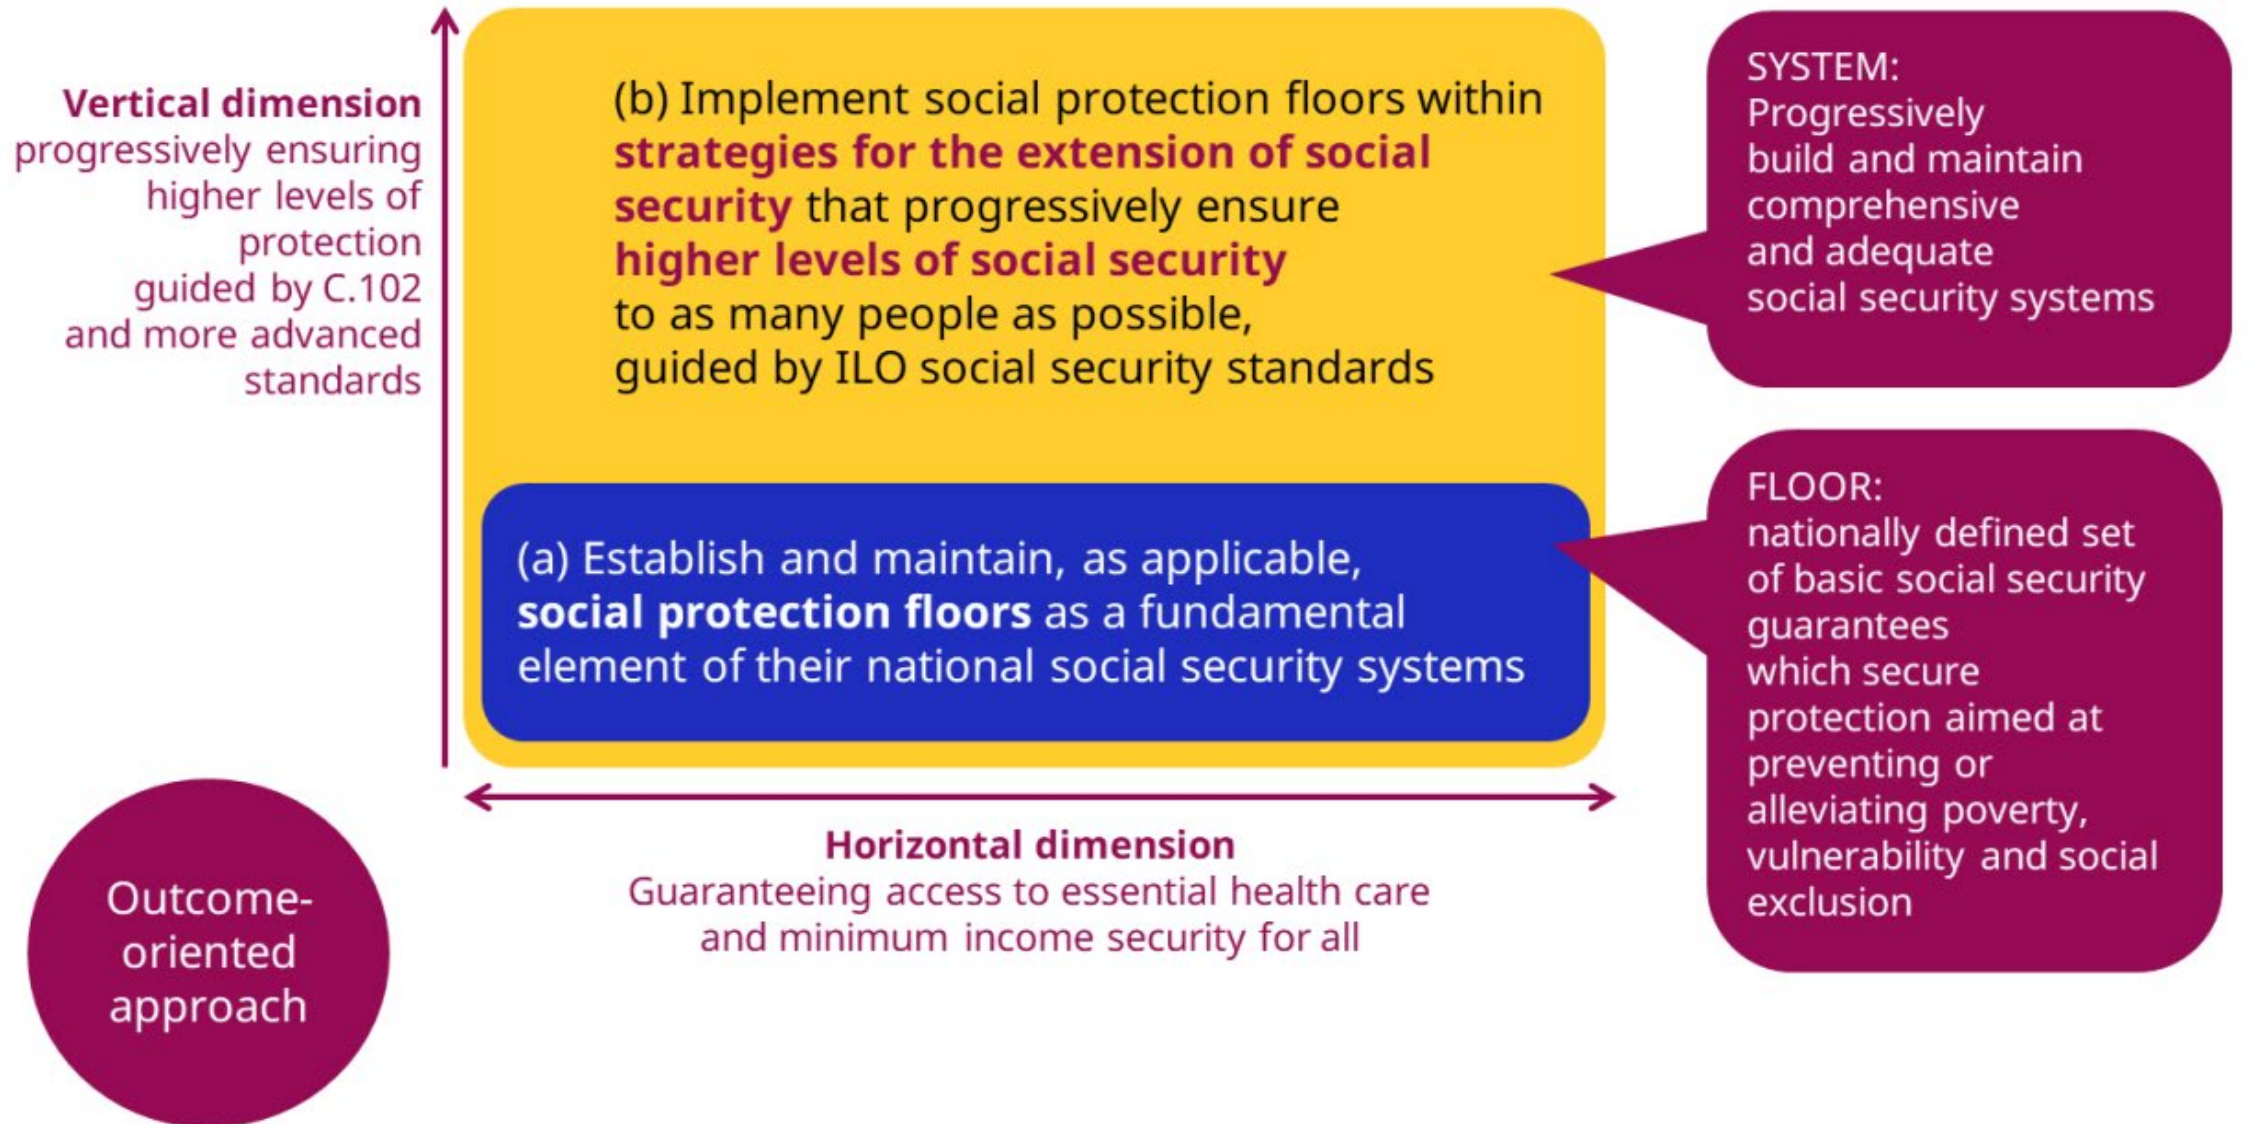 Vertical dimension
progressively ensuring
higher levels of
protection
guided by C.102
and more advanced
standards
(b) Implement social protection floors within
strategies for the extension of social
security that progressively ensure
higher levels of social security
to as many people as possible,
guided by ILO social security standards
(a) Establish and maintain, as applicable,
social protection floors as a fundamental
element of their national social security systems
SYSTEM:
Progressively
build and maintain
comprehensive
and adequate
social security systems
FLOOR:
nationally defined set
of basic social security
guarantees
which secure
protection aimed at
preventing or
alleviating poverty,
vulnerability and social
exclusion
Horizontal dimension
Guaranteeing access to essential health care
and minimum income security for all
Outcome-
oriented
approach